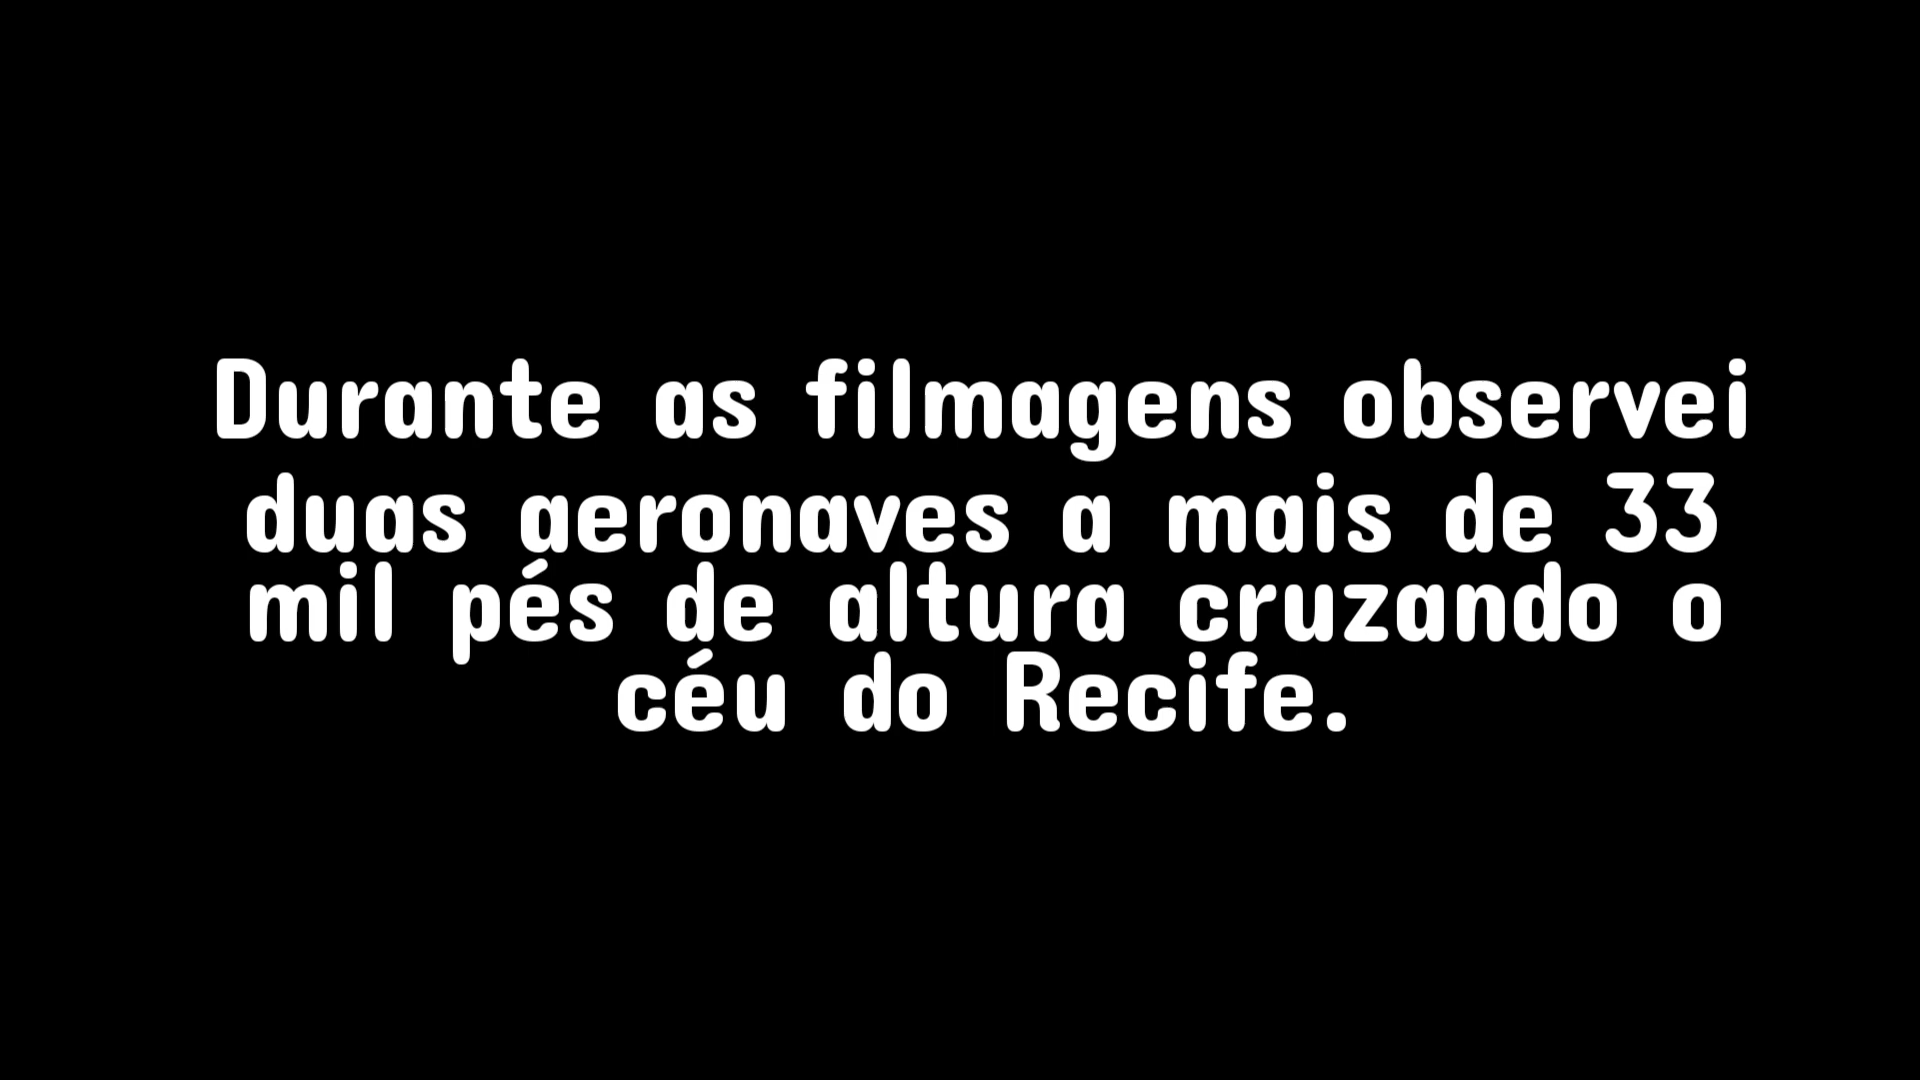 Durante as filmagens observei
duas aeronaves a mais de 33
mil pés de altura cruzando o
céu do Recife.